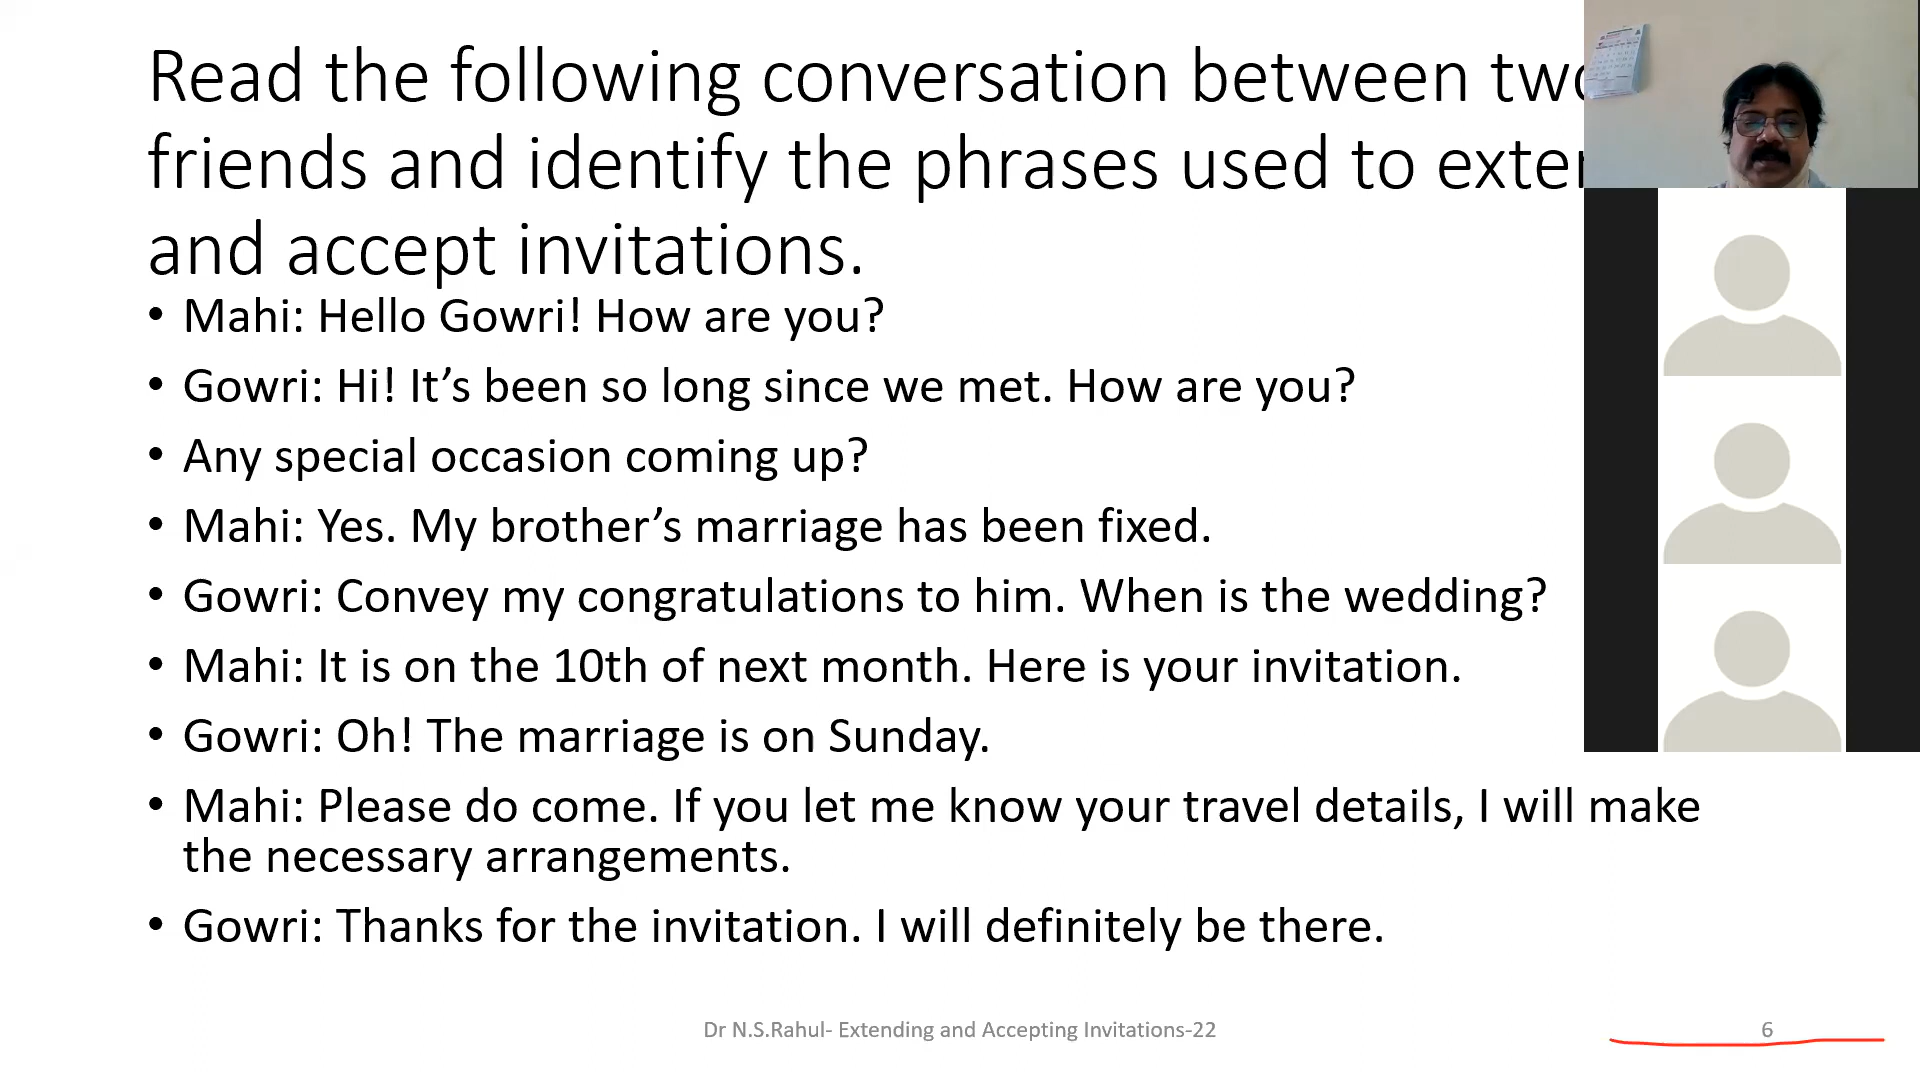 Read the following conversation between two
friends and identify the phrases used to exten
and accept invitations.
• Mahi: Hello Gowri! How are you?
• Gowri: Hi! It’s been so long since we met. How are you?
• Any special occasion coming up?
• Mahi: Yes. My brother’s marriage has been fixed.
• Gowri: Convey my congratulations to him. When is the wedding?
• Mahi: It is on the 10th of next month. Here is your invitation.
• Gowri: Oh! The marriage is on Sunday.
• Mahi: Please do come. If you let me know your travel details, I will make
the necessary arrangements.
• Gowri: Thanks for the invitation. I will definitely be there.
Dr N.S.Rahul- Extending and Accepting Invitations-22
6